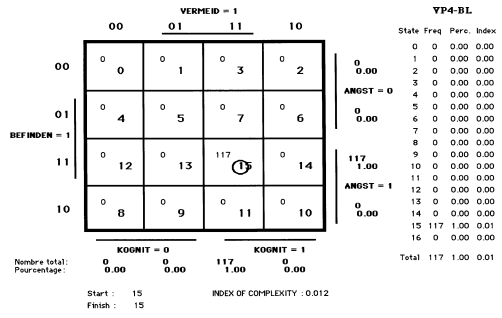 VERMEID = 1
VP4-BL
00 01 11 10
State Freq Perc. Index
0 0 0.00 0.00
1 0 0.00 0.00
2 0 0.00 0.00
3 0 0.00 0.00
4 0 0.00 0.00
5 0 0.00 0.00
6 0 0.00 0.00
7 0 0.00 0.00
8 0 0.00 0.00
9 0 0.00 0.00
10 0 0.00 0.00
11 0 0.00 0.00
12 0 0.00 0.00
13 0 0.00 0.00
14 0 0.00 0.00
15 117 1.00 0.01
16 0 0.00 0.00
Total 117 1.00 0.01
00
0 0 0 0
0 1 3 2
0
0.00
ANGST = 0
01
0 0 0 0
4 5 7 6
0
0.00
BEFINDEN = 1
11
0 0 117 0
12 13 15 14
117
1.00
ANGST = 1
10
0 0 0 0
8 9 11 10
0
0.00
KOGNIT = 0 KOGNIT = 1
Nombre total: 0 0 117 0
Pourcentage: 0.00 0.00 1.00 0.00
Start : 15 INDEX OF COMPLEXITY : 0.012
Finish : 15